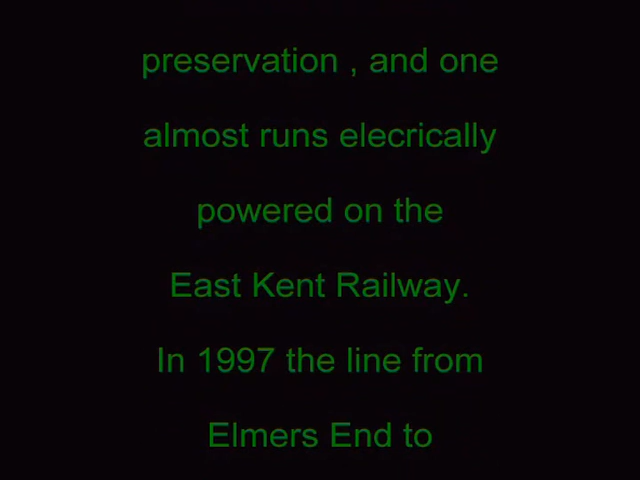 preservation , and one
almost runs elecrically
powered on the
East Kent Railway.
In 1997 the line from
Elmers End to